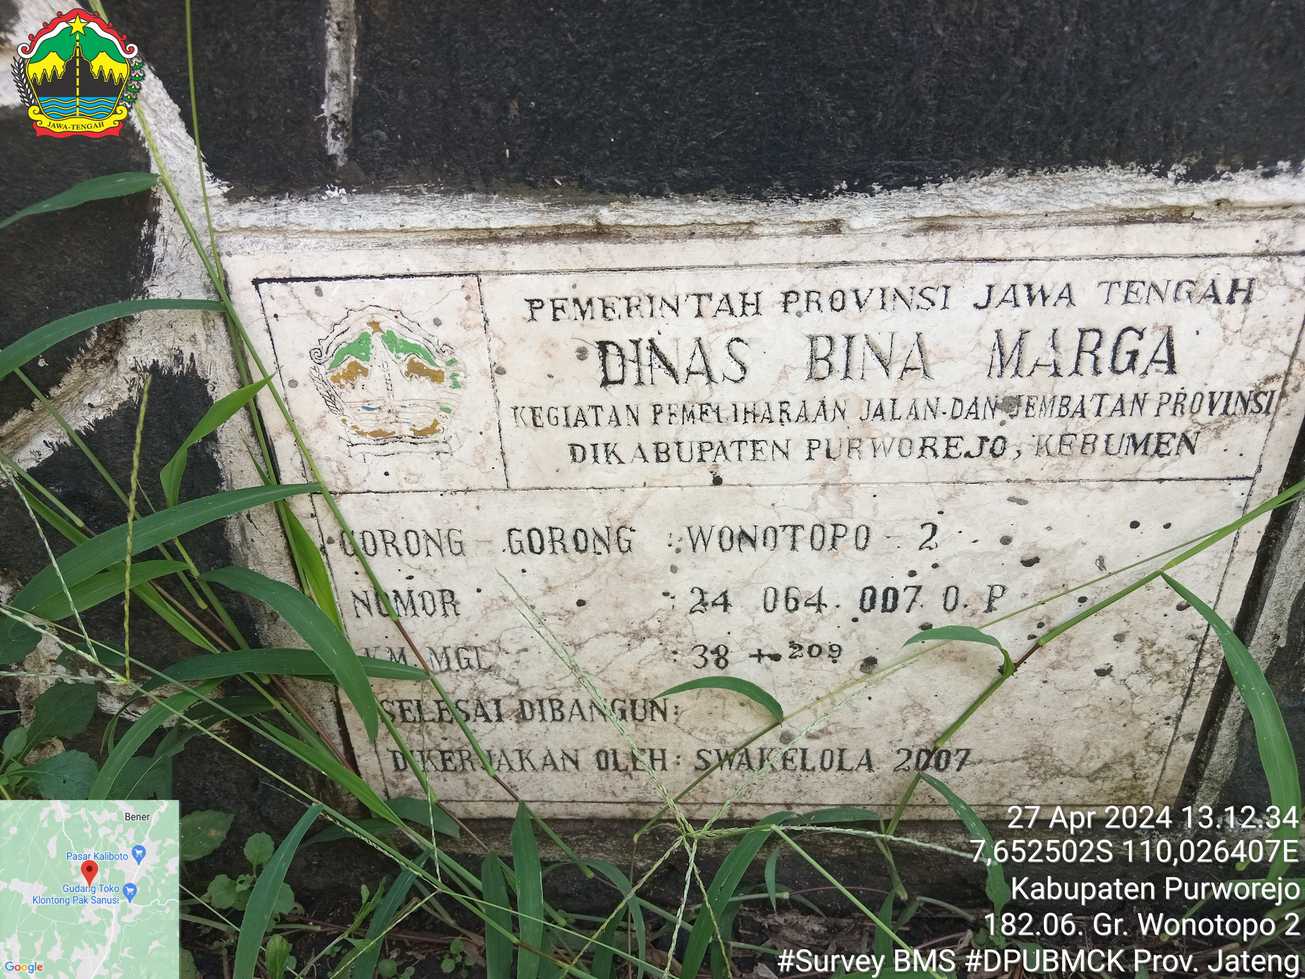 JAWA-TENGAH
PEMERINTAH PROVINSI JAWA TENGAH
DINAS BINA MARGA
KEGIATAN PEMELIHARAAN JALAN-DAN JEMBATAN PROVINSI
DIKABUPATEN PURWOREJO, KEBUMEN
GORONG - GORONG : WONOTOPO - 2
NOMOR : 24 064 007 0 P
KM. MGL : 38 + 209
SELESAI DIBANGUN:
DIKERJAKAN OLEH : SWAKELOLA 2007
Bener
Pasar Kaliboto
Gudang Toko
Klontong Pak Sanusi
Google
27 Apr 2024 13.12.34
7,652502S 110,026407E
Kabupaten Purworejo
182.06. Gr. Wonotopo 2
#Survey BMS #DPUBMCK Prov. Jateng